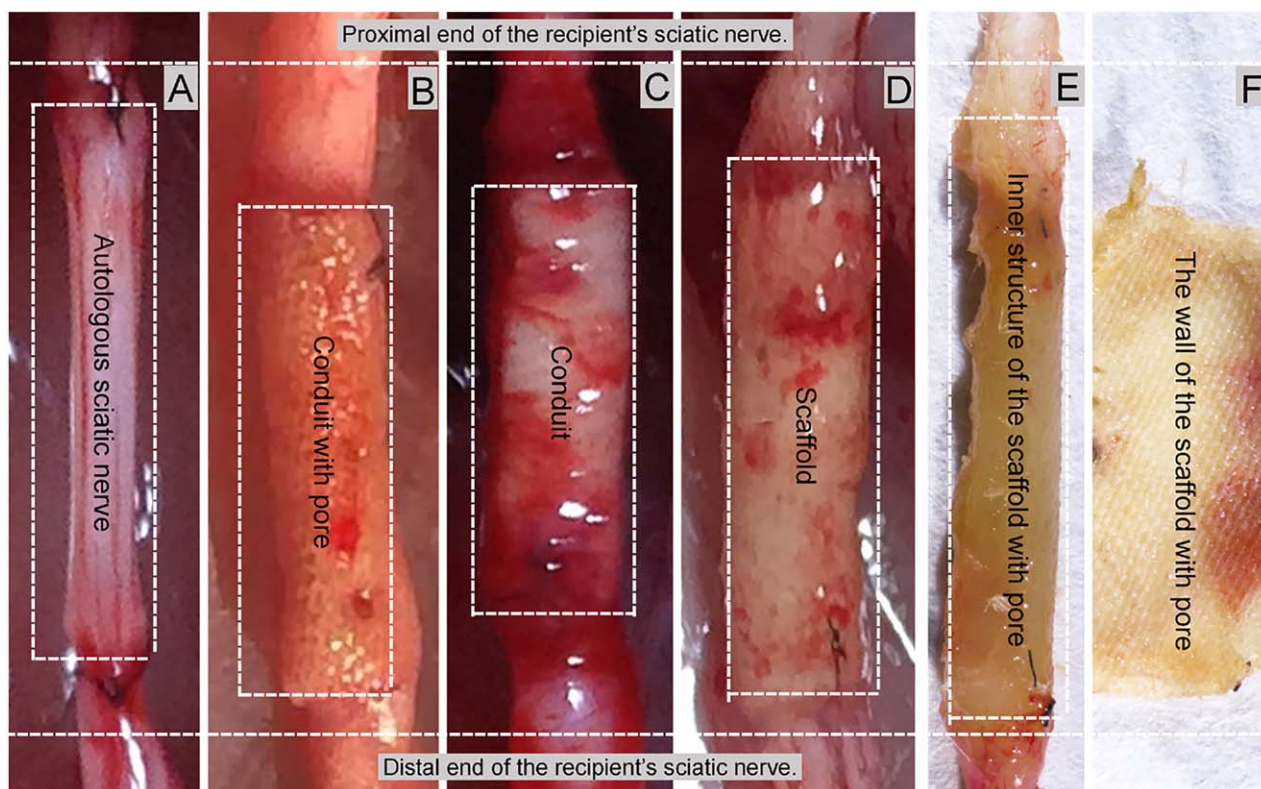 Proximal end of the recipient's sciatic nerve.
A
B
C
D
E
F
Autologous sciatic nerve
Conduit with pore
Conduit
Scaffold
Inner structure of the scaffold with pore
The wall of the scaffold with pore
Distal end of the recipient's sciatic nerve.